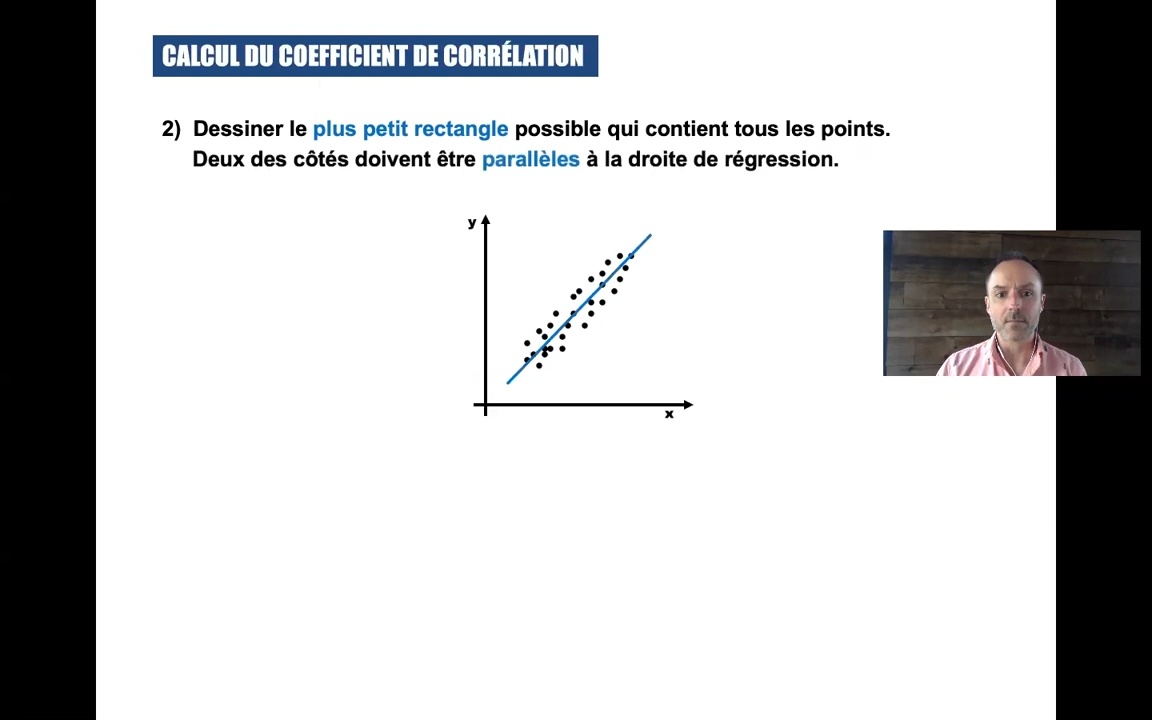 CALCUL DU COEFFICIENT DE CORRÉLATION
2) Dessiner le plus petit rectangle possible qui contient tous les points.
Deux des côtés doivent être parallèles à la droite de régression.
y
x